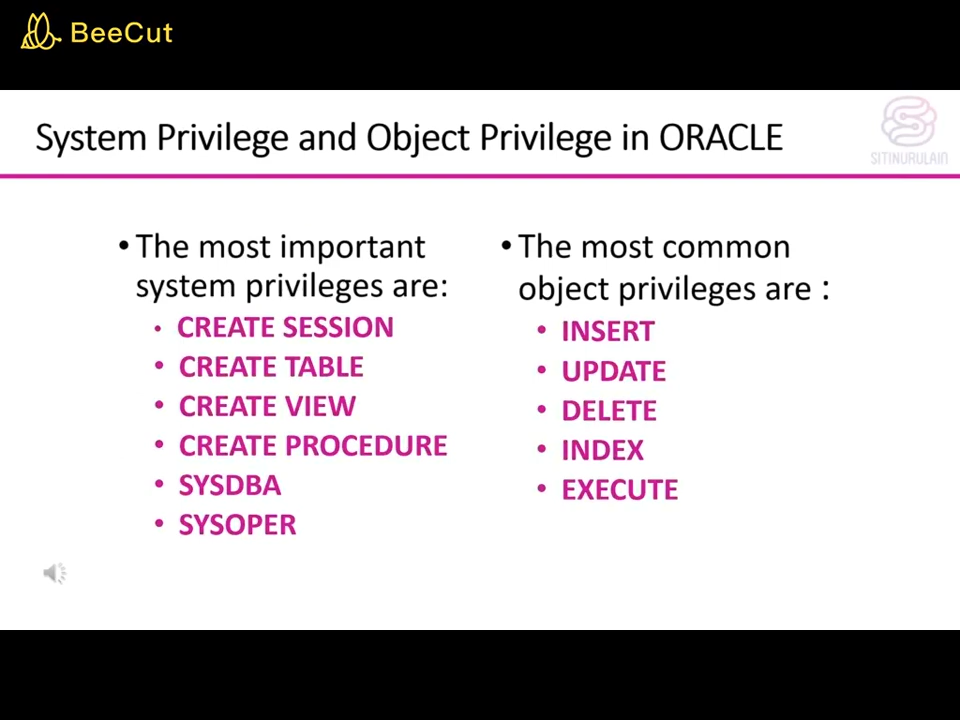 BeeCut
System Privilege and Object Privilege in ORACLE
SITINURULAIN
• The most important
system privileges are:
• CREATE SESSION
• CREATE TABLE
• CREATE VIEW
• CREATE PROCEDURE
• SYSDBA
• SYSOPER
• The most common
object privileges are :
• INSERT
• UPDATE
• DELETE
• INDEX
• EXECUTE